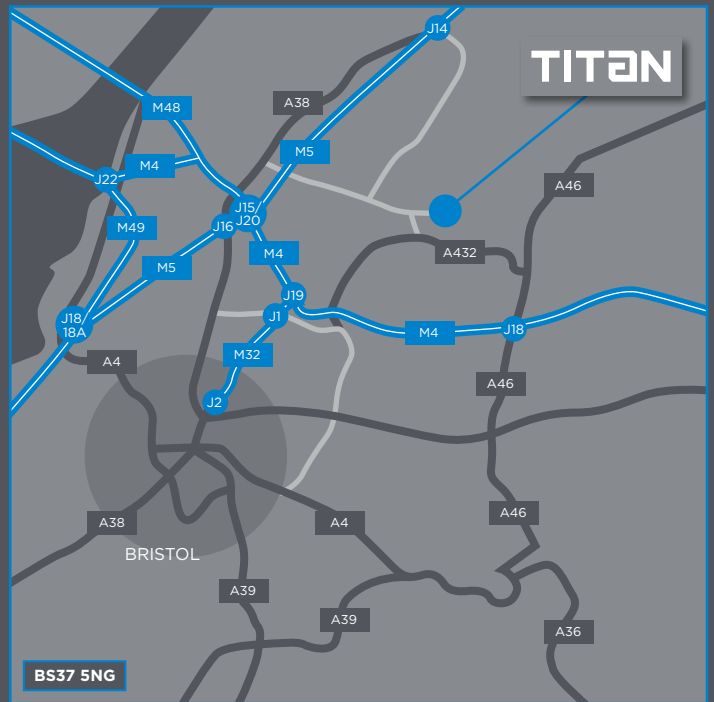 J14
TITAN
A38
M48
M5
M4
J22
A46
J15/
J20
J16
M49
A432
M4
M5
J19
J18/
18A
J1
M4
J18
M32
A4
A46
J2
A46
A38
A4
BRISTOL
A39
A39
A36
BS37 5NG